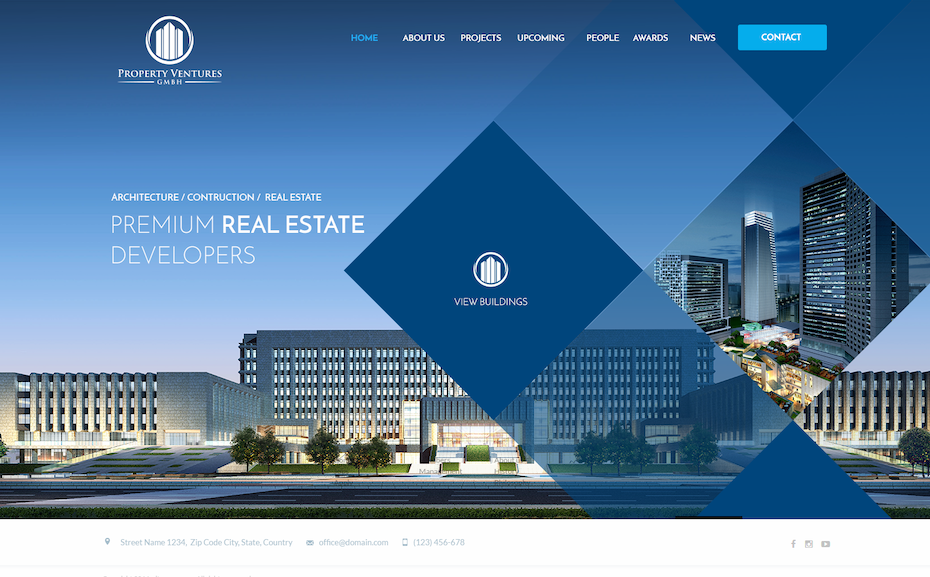 PROPERTY VENTURES
GMBH
HOME ABOUT US PROJECTS UPCOMING PEOPLE AWARDS NEWS CONTACT
ARCHITECTURE / CONTRUCTION / REAL ESTATE
PREMIUM REAL ESTATE
DEVELOPERS
VIEW BUILDINGS
Street Name 1234, Zip Code City, State, Country office@domain.com (123) 456-678